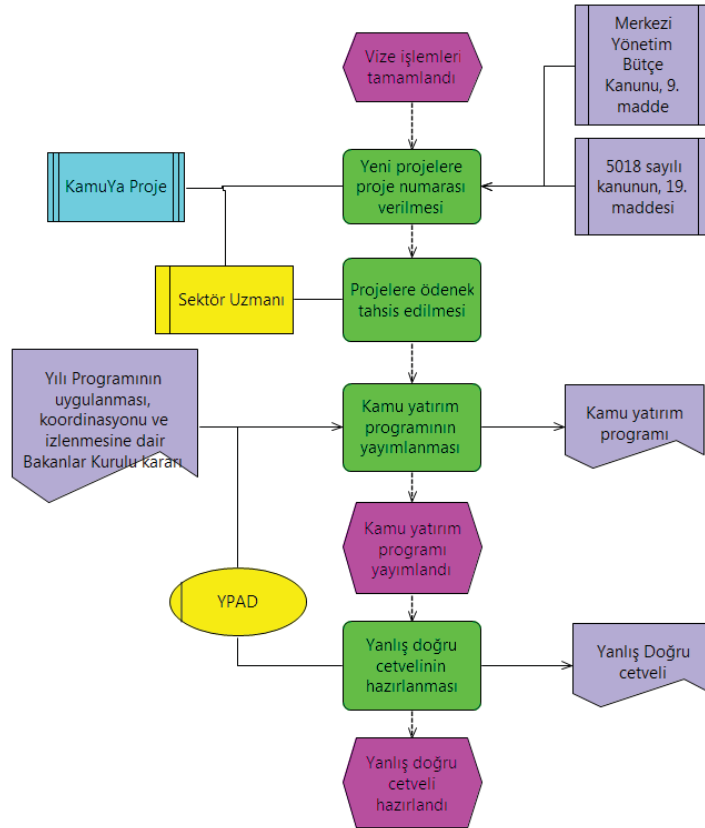 Vize işlemleri
tamamlandı
Merkezi
Yönetim
Bütçe
Kanunu, 9.
madde
KamuYa Proje
Yeni projelere
proje numarası
verilmesi
5018 sayılı
kanunun, 19.
maddesi
Sektör Uzmanı
Projelere ödenek
tahsis edilmesi
Yılı Programının
uygulanması,
koordinasyonu ve
izlenmesine dair
Bakanlar Kurulu kararı
Kamu yatırım
programının
yayımlanması
Kamu yatırım
programı
Kamu yatırım
programı
yayımlandı
YPAD
Yanlış doğru
cetvelinin
hazırlanması
Yanlış Doğru
cetveli
Yanlış doğru
cetveli
hazırlandı